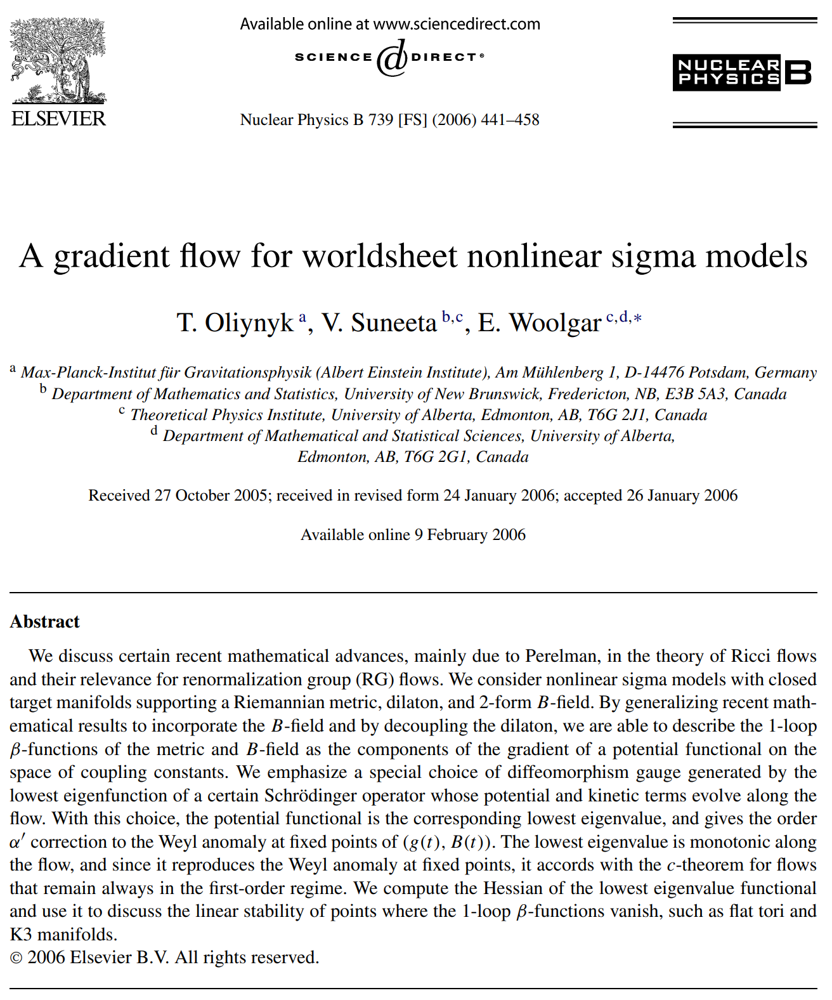 Available online at www.sciencedirect.com
SCIENCE DIRECT®
NON SOLUS
ELSEVIER
NUCLEAR
PHYSICS B
Nuclear Physics B 739 [FS] (2006) 441–458
A gradient flow for worldsheet nonlinear sigma models
T. Oliynyk a, V. Suneeta b,c, E. Woolgar c,d,∗
a Max-Planck-Institut für Gravitationsphysik (Albert Einstein Institute), Am Mühlenberg 1, D-14476 Potsdam, Germany
b Department of Mathematics and Statistics, University of New Brunswick, Fredericton, NB, E3B 5A3, Canada
c Theoretical Physics Institute, University of Alberta, Edmonton, AB, T6G 2J1, Canada
d Department of Mathematical and Statistical Sciences, University of Alberta,
Edmonton, AB, T6G 2G1, Canada
Received 27 October 2005; received in revised form 24 January 2006; accepted 26 January 2006
Available online 9 February 2006
Abstract
We discuss certain recent mathematical advances, mainly due to Perelman, in the theory of Ricci flows
and their relevance for renormalization group (RG) flows. We consider nonlinear sigma models with closed
target manifolds supporting a Riemannian metric, dilaton, and 2-form B-field. By generalizing recent math-
ematical results to incorporate the B-field and by decoupling the dilaton, we are able to describe the 1-loop
β-functions of the metric and B-field as the components of the gradient of a potential functional on the
space of coupling constants. We emphasize a special choice of diffeomorphism gauge generated by the
lowest eigenfunction of a certain Schrödinger operator whose potential and kinetic terms evolve along the
flow. With this choice, the potential functional is the corresponding lowest eigenvalue, and gives the order
α′ correction to the Weyl anomaly at fixed points of (g(t), B(t)). The lowest eigenvalue is monotonic along
the flow, and since it reproduces the Weyl anomaly at fixed points, it accords with the c-theorem for flows
that remain always in the first-order regime. We compute the Hessian of the lowest eigenvalue functional
and use it to discuss the linear stability of points where the 1-loop β-functions vanish, such as flat tori and
K3 manifolds.
© 2006 Elsevier B.V. All rights reserved.